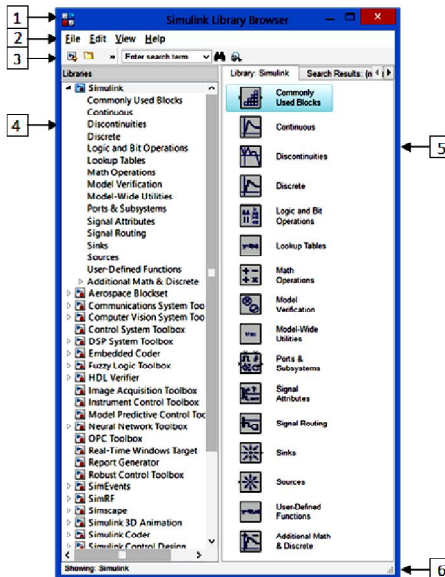 1
Simulink Library Browser
2
File Edit View Help
3
» Enter search term
Libraries
Library: Simulink Search Results: (n
4
5
6
Simulink
Commonly Used Blocks
Continuous
Discontinuities
Discrete
Logic and Bit Operations
Lookup Tables
Math Operations
Model Verification
Model-Wide Utilities
Ports & Subsystems
Signal Attributes
Signal Routing
Sinks
Sources
User-Defined Functions
Additional Math & Discrete
Aerospace Blockset
Communications System Too
Computer Vision System Too
Control System Toolbox
DSP System Toolbox
Embedded Coder
Fuzzy Logic Toolbox
HDL Verifier
Image Acquisition Toolbox
Instrument Control Toolbox
Model Predictive Control Toc
Neural Network Toolbox
OPC Toolbox
Real-Time Windows Target
Report Generator
Robust Control Toolbox
SimEvents
SimRF
Simscape
Simulink 3D Animation
Simulink Coder
Simulink Control Design
Commonly
Used Blocks
Continuous
Discontinuities
Discrete
Logic and Bit
Operations
Lookup Tables
Math
Operations
Model
Verification
Model-Wide
Utilities
Ports &
Subsystems
Signal
Attributes
Signal Routing
Sinks
Sources
User-Defined
Functions
Additional Math
& Discrete
Showing: Simulink